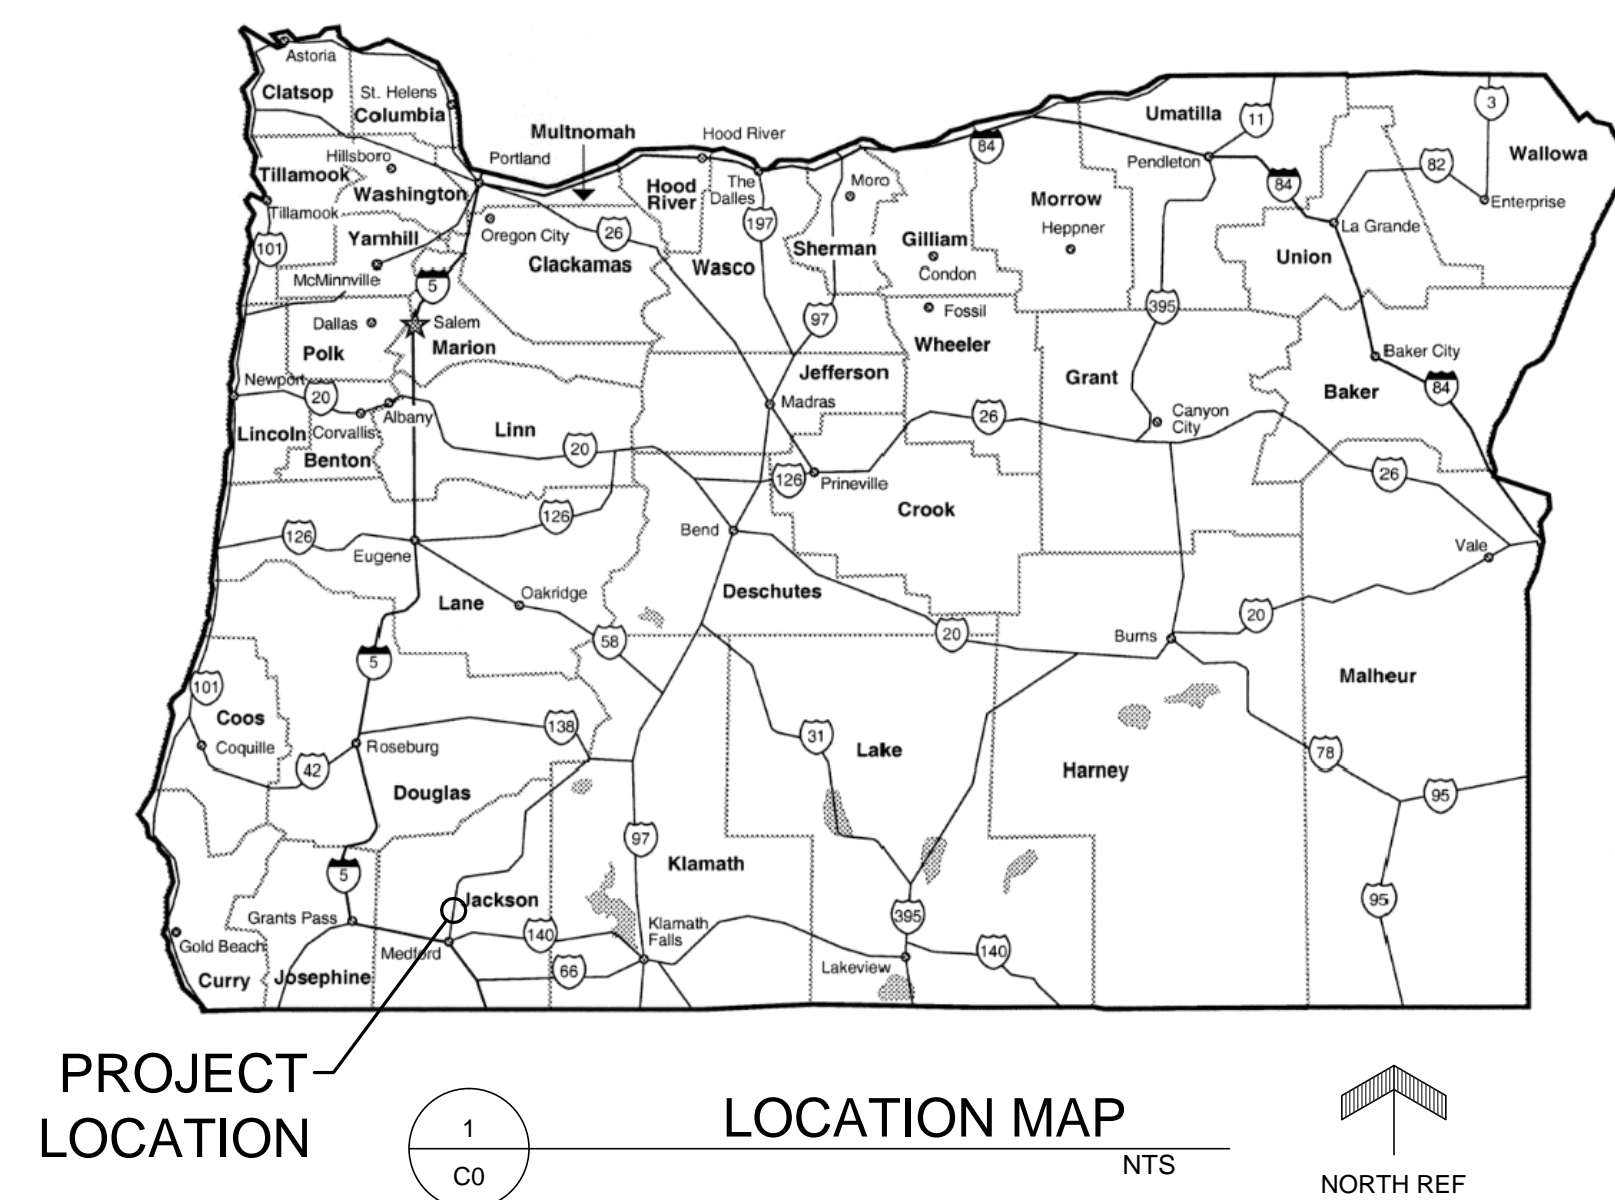 Astoria
Clatsop
St. Helens
Columbia
Multnomah
Hood River
Portland
Hillsboro
Tillamook
Washington
Tillamook
Hood
River
The
Dalles
Moro
84
Umatilla
11
3
Pendleton
84
82
Wallowa
Enterprise
La Grande
101
Yamhill
Oregon City
26
197
Sherman
Gilliam
Morrow
Heppner
Clackamas
Wasco
Condon
Union
McMinnville
5
Dallas
Salem
97
Fossil
395
Polk
Marion
Wheeler
Jefferson
Grant
Baker City
Baker
84
Newport
20
Albany
Madras
26
Canyon
City
Lincoln
Corvallis
Linn
20
Benton
126
Prineville
26
126
126
Eugene
Bend
Crook
Vale
Lane
Oakridge
Deschutes
58
20
Burns
20
5
Malheur
101
Coos
Coquille
42
Roseburg
138
31
Lake
Harney
78
95
Douglas
97
Klamath
5
Jackson
Grants Pass
Medford
140
66
Klamath
Falls
395
140
Lakeview
95
Gold Beach
Curry
Josephine
PROJECT
LOCATION
1
C0
LOCATION MAP
NTS
NORTH REF